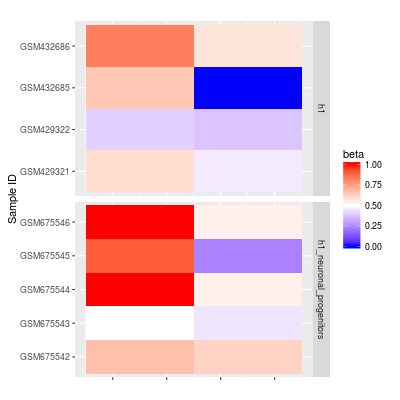 GSM432686
GSM432685
GSM429322
GSM429321
h1
GSM675546
GSM675545
GSM675544
GSM675543
GSM675542
h1_neuronal_progenitors
Sample ID
beta
1.00
0.75
0.50
0.25
0.00